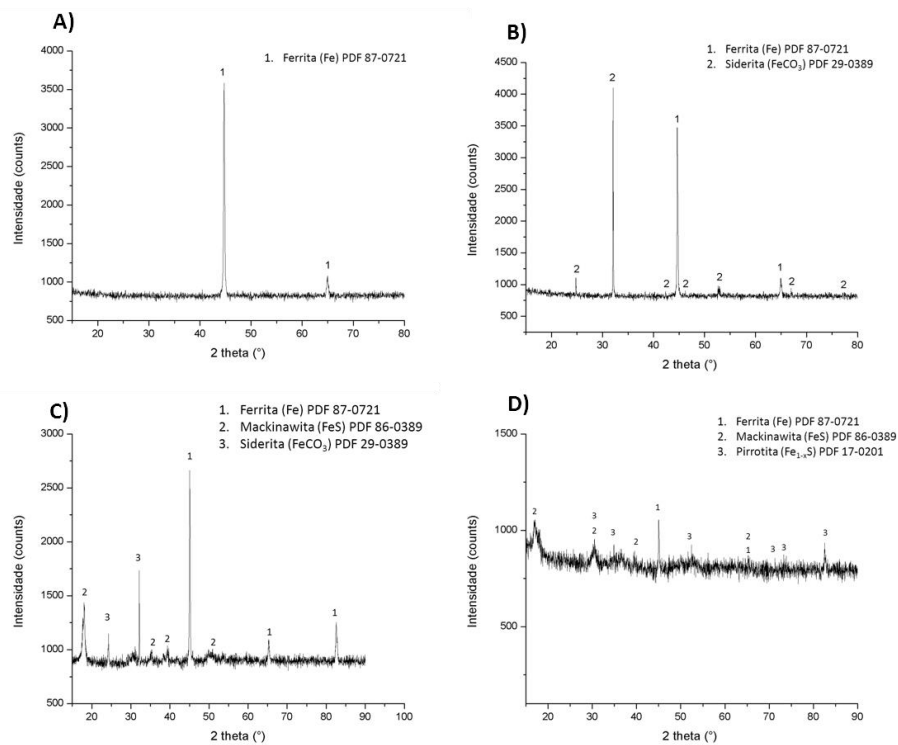 A)
1. Ferrita (Fe) PDF 87-0721
4000
3500
3000
2500
2000
1500
1000
500
Intensidade (counts)
1
1
20 30 40 50 60 70 80
2 theta (°)
B)
1. Ferrita (Fe) PDF 87-0721
2. Siderita (FeCO₃) PDF 29-0389
4500
4000
3500
3000
2500
2000
1500
1000
500
Intensidade (counts)
2
1
2
2 2
2
1
2
2
20 30 40 50 60 70 80
2 theta (°)
C)
1. Ferrita (Fe) PDF 87-0721
2. Mackinawita (FeS) PDF 86-0389
3. Siderita (FeCO₃) PDF 29-0389
3000
2500
2000
1500
1000
500
Intensidade (counts)
1
3
2
3
2
2
2
1
1
20 30 40 50 60 70 80 90 100
2 theta (°)
D)
1. Ferrita (Fe) PDF 87-0721
2. Mackinawita (FeS) PDF 86-0389
3. Pirrotita (Fe₁₋ₓS) PDF 17-0201
1500
1000
500
Intensidade (counts)
2
3
2
3
2
1
3
2
1
3
3
3
20 30 40 50 60 70 80 90
2 theta (°)